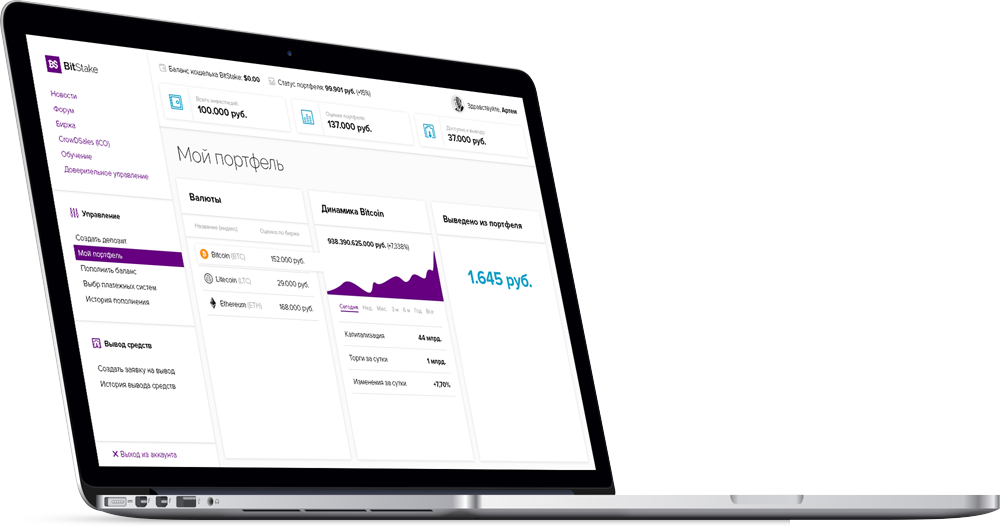 BitStake
Баланс кошелька BitStake: $0.00
Статус портфеля: 99.901 руб. (+15%)
Здравствуйте, Артем
Всего инвестиций:
100.000 руб.
Оценка портфеля:
137.000 руб.
Доступно к выводу:
37.000 руб.
Новости
Форум
Биржа
CrowDSales (ICO)
Обучение
Доверительное управление
Управление
Создать депозит
Мой портфель
Пополнить баланс
Выбр платежных систем
История пополнения
Вывод средств
Создать заявку на вывод
История вывода средств
Выход из аккаунта
Мой портфель
Валюты
Название (индекс)
Оценка по бирже
Bitcoin (BTC)
152.000 руб.
Litecoin (LTC)
29.000 руб.
Ethereum (ETH)
168.000 руб.
Динамика Bitcoin
938.390.625.000 руб. (+7,338%)
Сегодня Нед. Мес. 3 м 6 м Год Все
Капитализация
44 млрд.
Торги за сутки
1 млрд.
Изменения за сутки
+7,70%
Выведено из портфеля
1.645 руб.